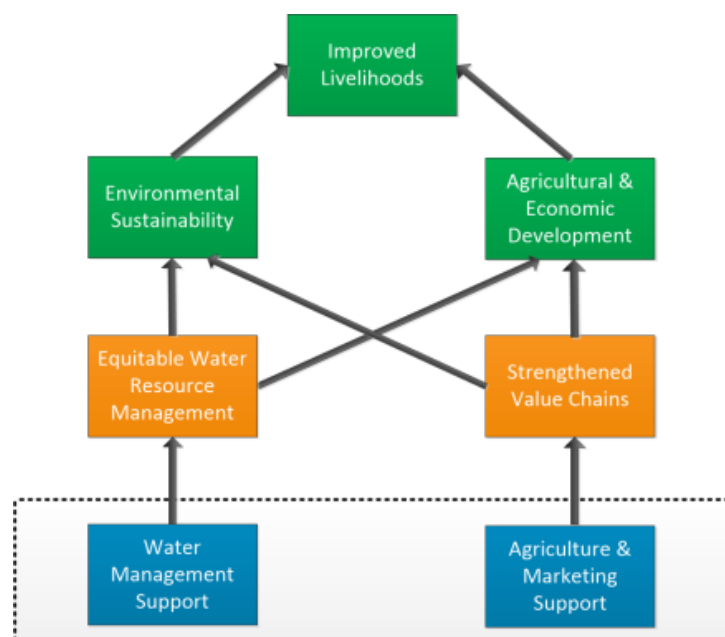 Improved
Livelihoods
Environmental
Sustainability
Agricultural &
Economic
Development
Equitable Water
Resource
Management
Strengthened
Value Chains
Water
Management
Support
Agriculture &
Marketing
Support